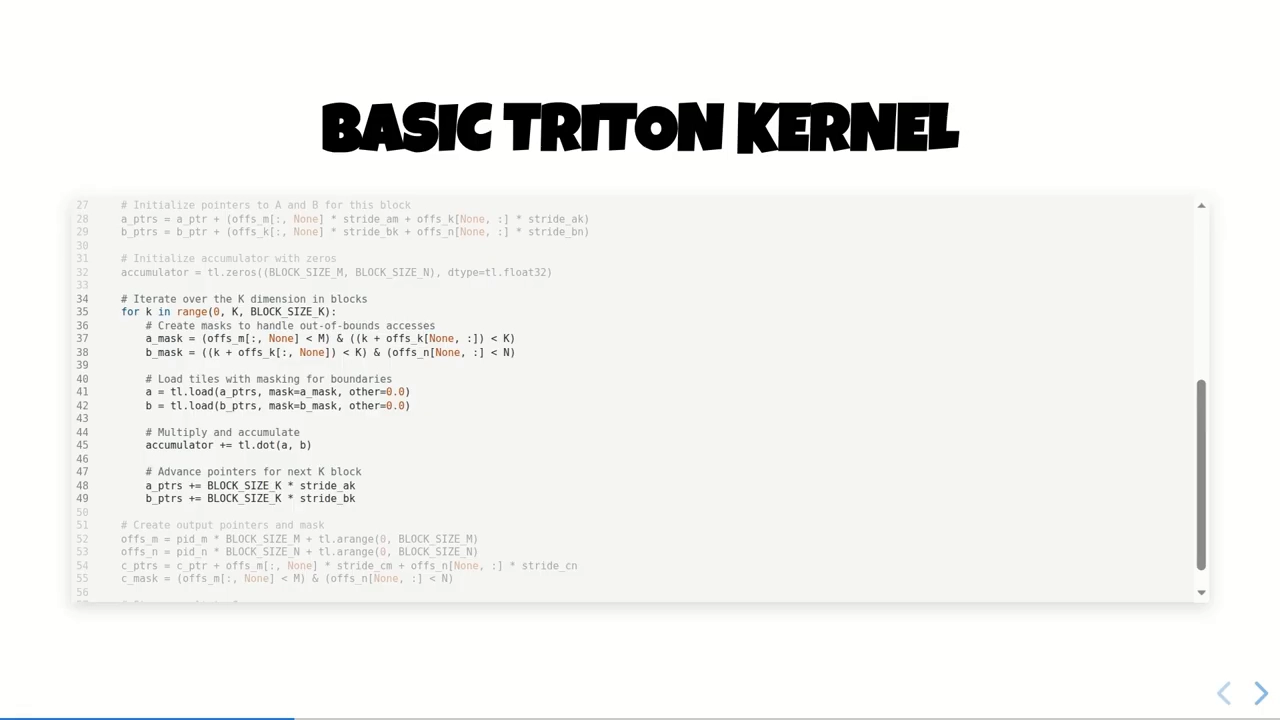 BASIC TRITON KERNEL
27 # Initialize pointers to A and B for this block
28 a_ptrs = a_ptr + (offs_m[:, None] * stride_am + offs_k[None, :] * stride_ak)
29 b_ptrs = b_ptr + (offs_k[:, None] * stride_bk + offs_n[None, :] * stride_bn)
30
31 # Initialize accumulator with zeros
32 accumulator = tl.zeros((BLOCK_SIZE_M, BLOCK_SIZE_N), dtype=tl.float32)
33
34 # Iterate over the K dimension in blocks
35 for k in range(0, K, BLOCK_SIZE_K):
36 # Create masks to handle out-of-bounds accesses
37 a_mask = (offs_m[:, None] < M) & ((k + offs_k[None, :]) < K)
38 b_mask = ((k + offs_k[:, None]) < K) & (offs_n[None, :] < N)
39
40 # Load tiles with masking for boundaries
41 a = tl.load(a_ptrs, mask=a_mask, other=0.0)
42 b = tl.load(b_ptrs, mask=b_mask, other=0.0)
43
44 # Multiply and accumulate
45 accumulator += tl.dot(a, b)
46
47 # Advance pointers for next K block
48 a_ptrs += BLOCK_SIZE_K * stride_ak
49 b_ptrs += BLOCK_SIZE_K * stride_bk
50
51 # Create output pointers and mask
52 offs_m = pid_m * BLOCK_SIZE_M + tl.arange(0, BLOCK_SIZE_M)
53 offs_n = pid_n * BLOCK_SIZE_N + tl.arange(0, BLOCK_SIZE_N)
54 c_ptrs = c_ptr + offs_m[:, None] * stride_cm + offs_n[None, :] * stride_cn
55 c_mask = (offs_m[:, None] < M) & (offs_n[None, :] < N)
56